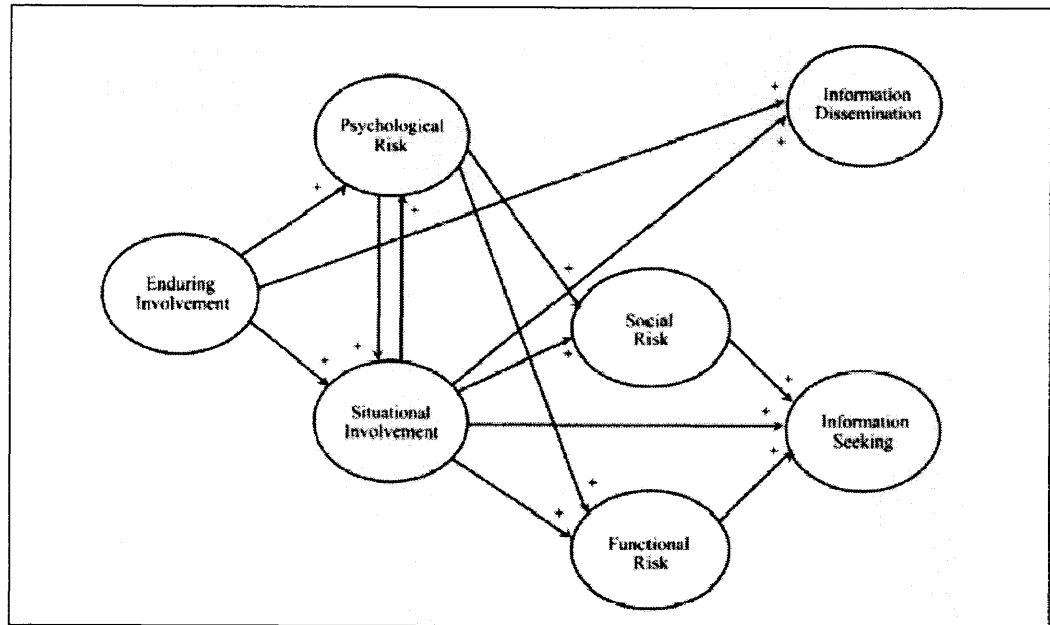 Information
Dissemination
Psychological
Risk
Enduring
Involvement
Social
Risk
Situational
Involvement
Information
Seeking
Functional
Risk
+
+
+
+
+
+
+
+
+
+
+
+
+